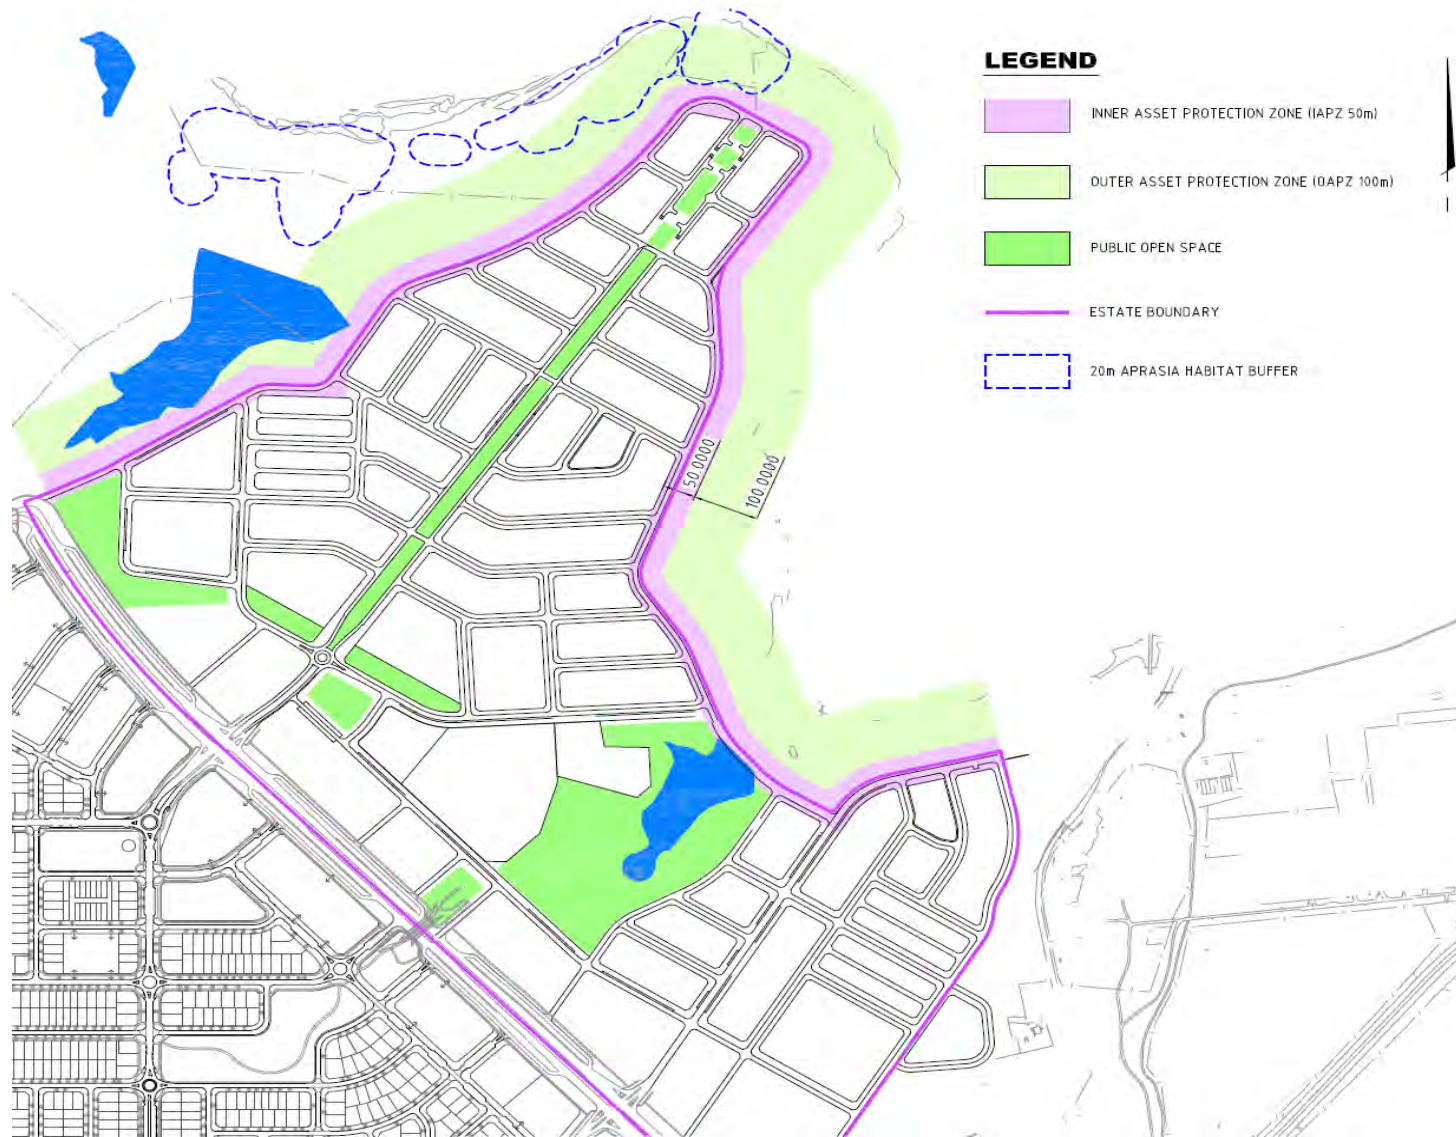 LEGEND
INNER ASSET PROTECTION ZONE (IAPZ 50m)
OUTER ASSET PROTECTION ZONE (OAPZ 100m)
PUBLIC OPEN SPACE
ESTATE BOUNDARY
20m APRASIA HABITAT BUFFER
50.0000
100.0000